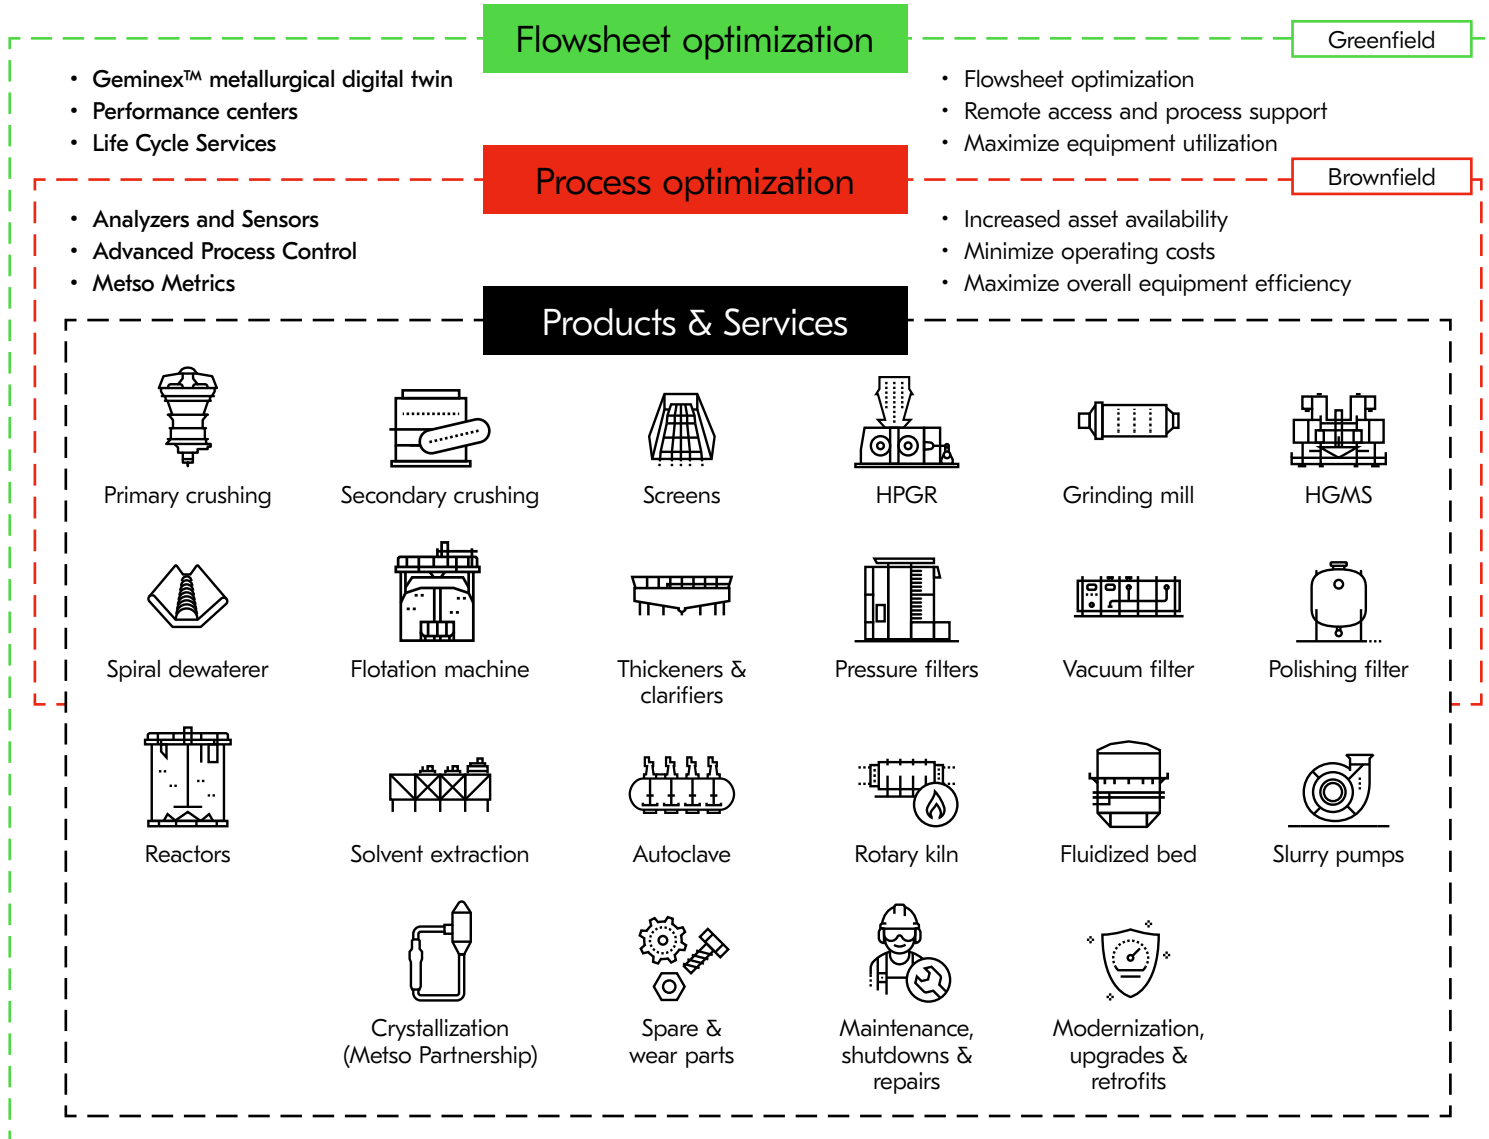 Flowsheet optimization
Greenfield
• Geminex™ metallurgical digital twin
• Performance centers
• Life Cycle Services
• Flowsheet optimization
• Remote access and process support
• Maximize equipment utilization
Process optimization
Brownfield
• Analyzers and Sensors
• Advanced Process Control
• Metso Metrics
• Increased asset availability
• Minimize operating costs
• Maximize overall equipment efficiency
Products & Services
Primary crushing
Secondary crushing
Screens
HPGR
Grinding mill
HGMS
Spiral dewaterer
Flotation machine
Thickeners &
clarifiers
Pressure filters
Vacuum filter
Polishing filter
Reactors
Solvent extraction
Autoclave
Rotary kiln
Fluidized bed
Slurry pumps
Crystallization
(Metso Partnership)
Spare &
wear parts
Maintenance,
shutdowns &
repairs
Modernization,
upgrades &
retrofits